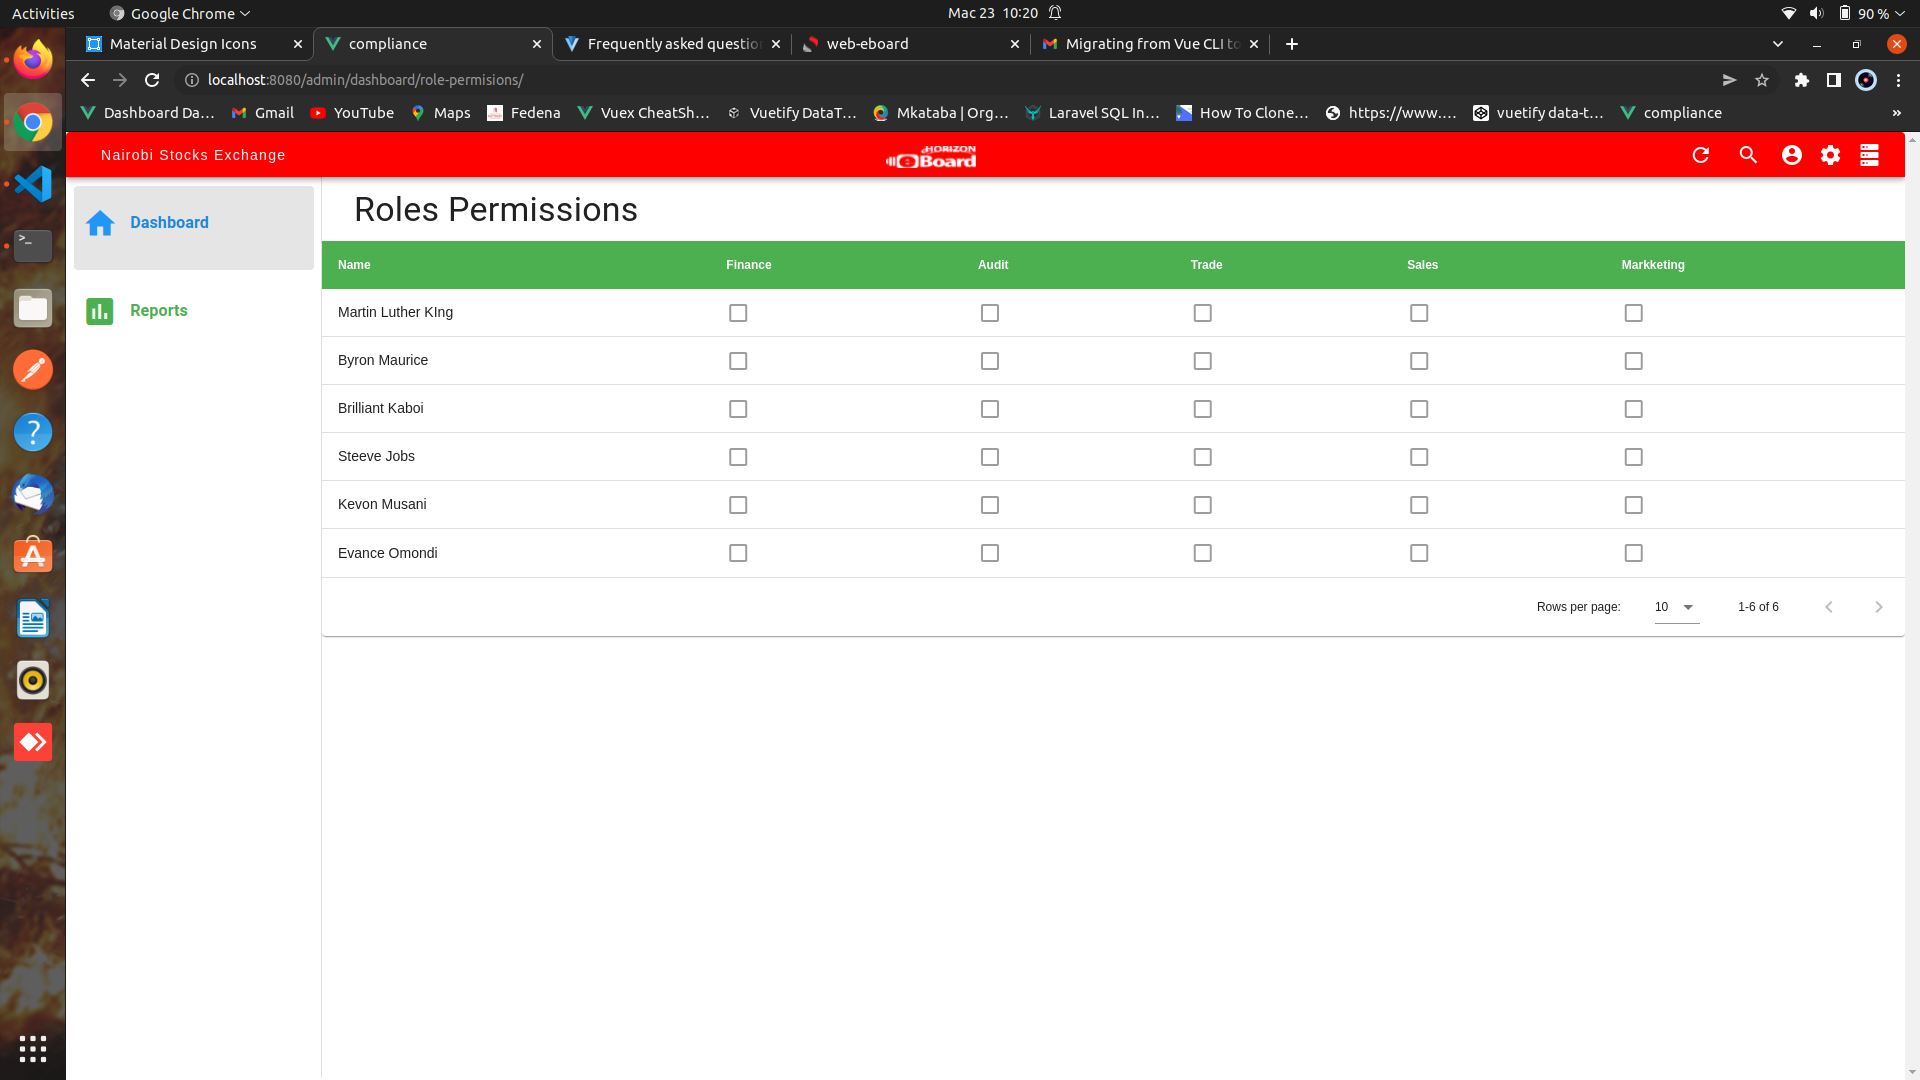 Activities
Google Chrome
Mac 23 10:20
90 %
Material Design Icons
compliance
Frequently asked questio
web-eboard
Migrating from Vue CLI to
localhost:8080/admin/dashboard/role-permisions/
Dashboard Da...
Gmail
YouTube
Maps
Fedena
Vuex CheatSh...
Vuetify DataT...
Mkataba | Org...
Laravel SQL In...
How To Clone...
https://www....
vuetify data-t...
compliance
»
Nairobi Stocks Exchange
HORIZON
eBoard
Dashboard
Reports
Roles Permissions
Name Finance Audit Trade Sales Markketing
Martin Luther KIng
Byron Maurice
Brilliant Kaboi
Steeve Jobs
Kevon Musani
Evance Omondi
Rows per page: 10 1-6 of 6